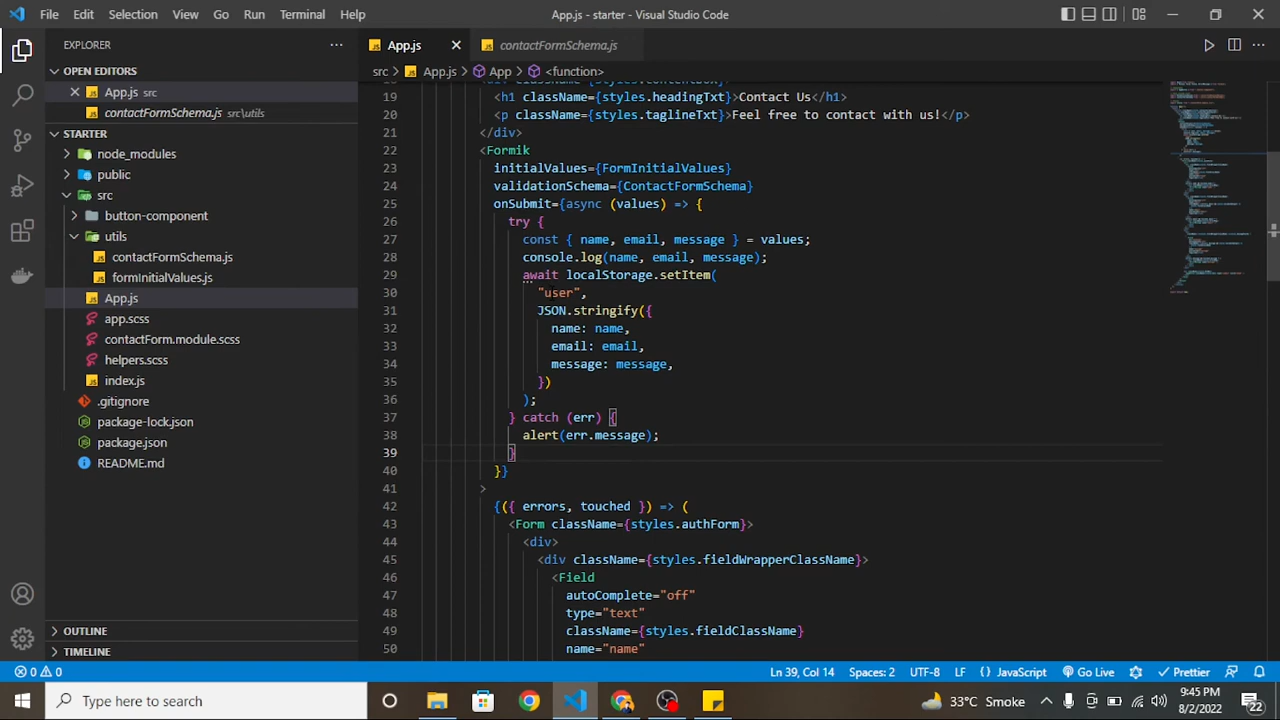 File Edit Selection View Go Run Terminal Help App.js - starter - Visual Studio Code
EXPLORER
OPEN EDITORS
App.js src
contactFormSchema.js src\utils
STARTER
node_modules
public
src
button-component
utils
contactFormSchema.js
formInitialValues.js
App.js
app.scss
contactForm.module.scss
helpers.scss
index.js
.gitignore
package-lock.json
package.json
README.md
OUTLINE
TIMELINE
App.js contactFormSchema.js
src > App.js > App > <function>
19 <h1 className={styles.headingTxt}>Contact Us</h1>
20 <p className={styles.taglineTxt}>Feel free to contact with us!</p>
21 </div>
22 <Formik
23 initialValues={FormInitialValues}
24 validationSchema={ContactFormSchema}
25 onSubmit={async (values) => {
26 try {
27 const { name, email, message } = values;
28 console.log(name, email, message);
29 await localStorage.setItem(
30 "user",
31 JSON.stringify({
32 name: name,
33 email: email,
34 message: message,
35 })
36 );
37 } catch (err) {
38 alert(err.message);
39 }
40 }}
41 >
42 {({ errors, touched }) => (
43 <Form className={styles.authForm}>
44 <div>
45 <div className={styles.fieldWrapperClassName}>
46 <Field
47 autoComplete="off"
48 type="text"
49 className={styles.fieldClassName}
50 name="name"
0 0 Ln 39, Col 14 Spaces: 2 UTF-8 LF { } JavaScript Go Live Prettier
Type here to search 33°C Smoke 9:45 PM
8/2/2022 22